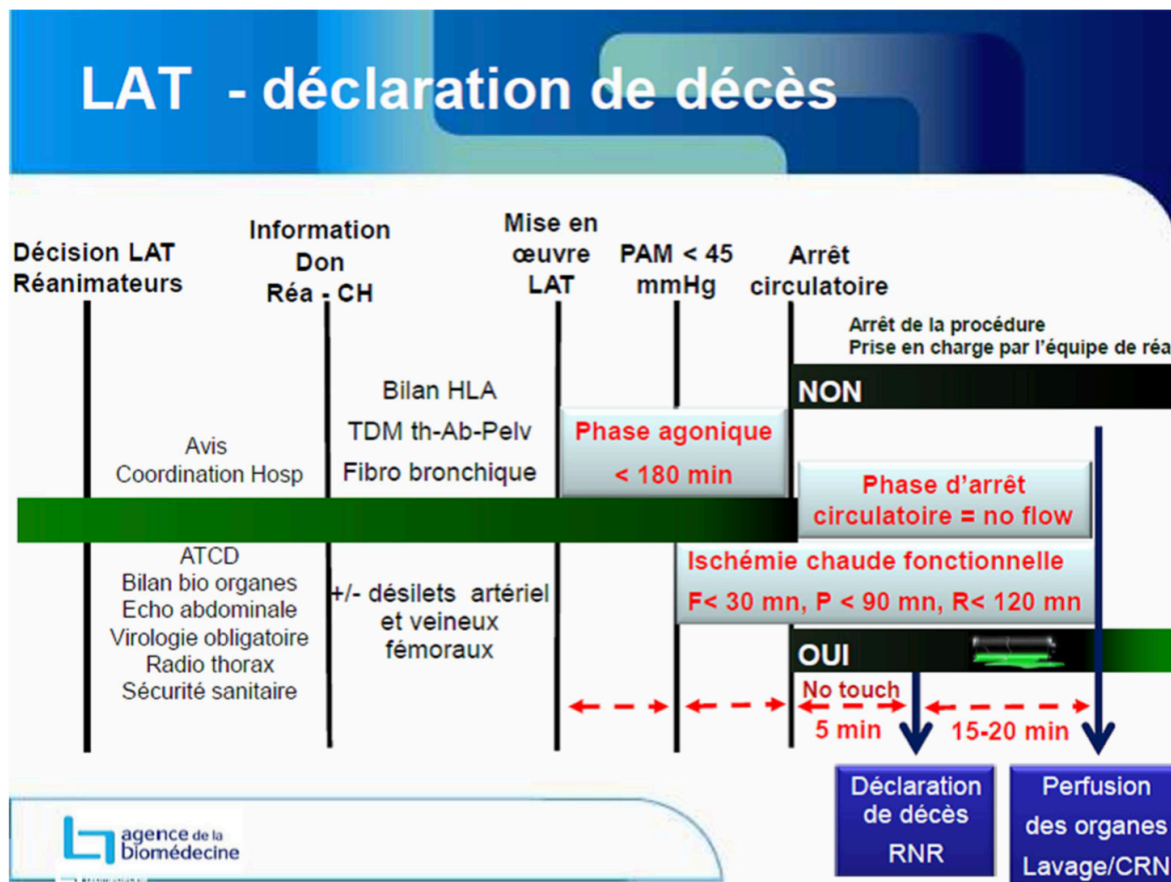 LAT - déclaration de décès
Décision LAT
Réanimateurs
Information
Don
Réa - CH
Mise en
œuvre
LAT
PAM < 45
mmHg
Arrêt
circulatoire
Arrêt de la procédure
Prise en charge par l'équipe de réa
NON
Avis
Coordination Hosp
Bilan HLA
TDM th-Ab-Pelv
Fibro bronchique
Phase agonique
< 180 min
Phase d'arrêt
circulatoire = no flow
Ischémie chaude fonctionnelle
F< 30 mn, P < 90 mn, R< 120 mn
ATCD
Bilan bio organes
Echo abdominale
Virologie obligatoire
Radio thorax
Sécurité sanitaire
+/- désilets artériel
et veineux
fémoraux
OUI
No touch
5 min
15-20 min
Déclaration
de décès
RNR
Perfusion
des organes
Lavage/CRN
agence de la
biomédecine